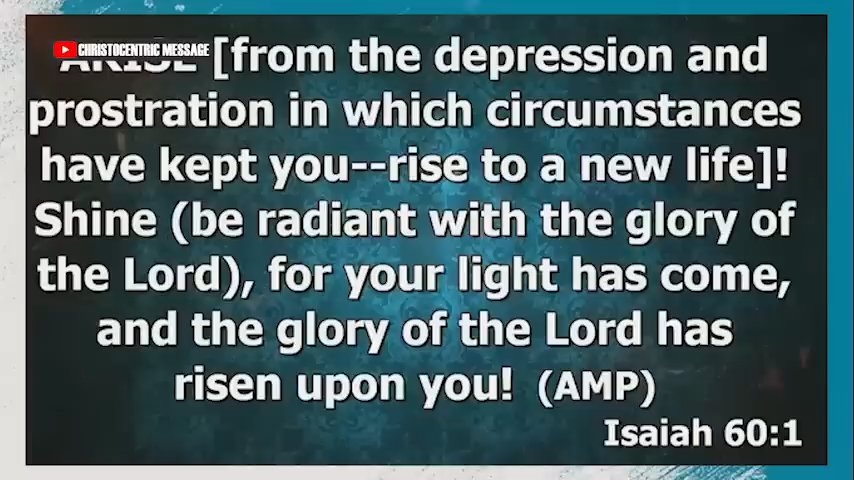 CHRISTOCENTRIC MESSAGE
ARISE [from the depression and
prostration in which circumstances
have kept you--rise to a new life]!
Shine (be radiant with the glory of
the Lord), for your light has come,
and the glory of the Lord has
risen upon you! (AMP)
Isaiah 60:1